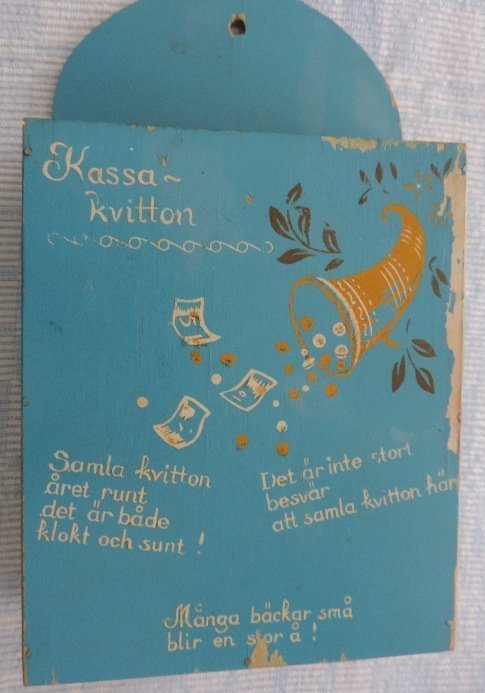 Kassa~
kvitton
Samla kvitton
året runt
det är både
klokt och sunt !
Det är inte stort
besvär
att samla kvitton här
Många bäckar små
blir en stor å !